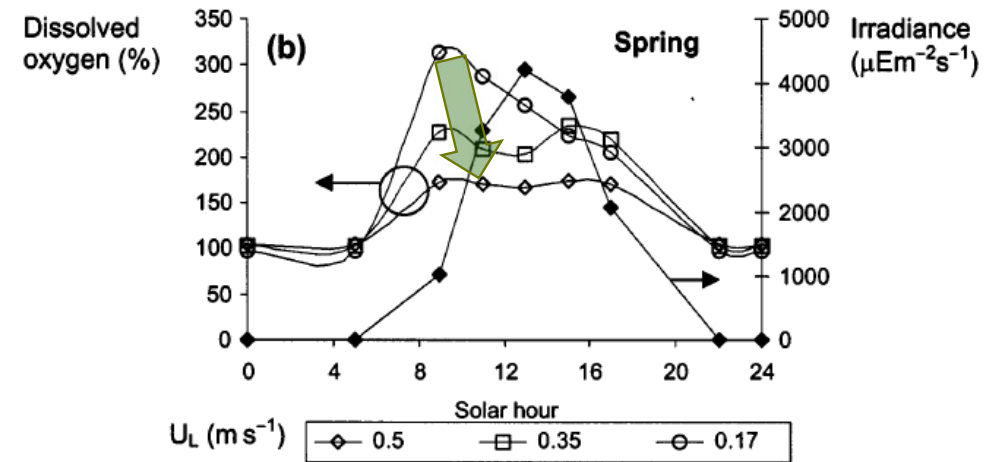 Dissolved
oxygen (%)
(b)
Spring
Irradiance
(μEm⁻²s⁻¹)
350
300
250
200
150
100
50
0
5000
4000
3000
2000
1000
0
0 4 8 12 16 20 24
Solar hour
U_L (m s⁻¹) 0.5 0.35 0.17